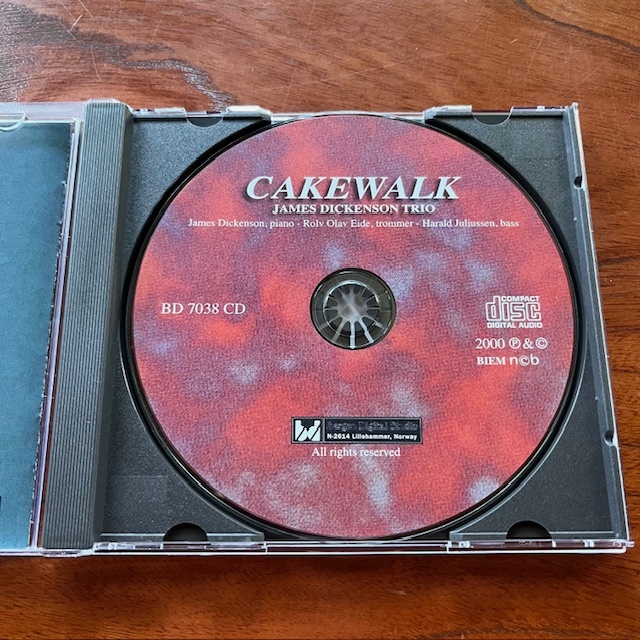 CAKEWALK
JAMES DICKENSON TRIO
James Dickenson, piano - Rolv Olav Eide, trommer - Harald Juliussen, bass
BD 7038 CD
COMPACT
disc
DIGITAL AUDIO
2000 ℗ & ©
BIEM n©b
Bergen Digital Studio
N-2614 Lillehammer, Norway
All rights reserved